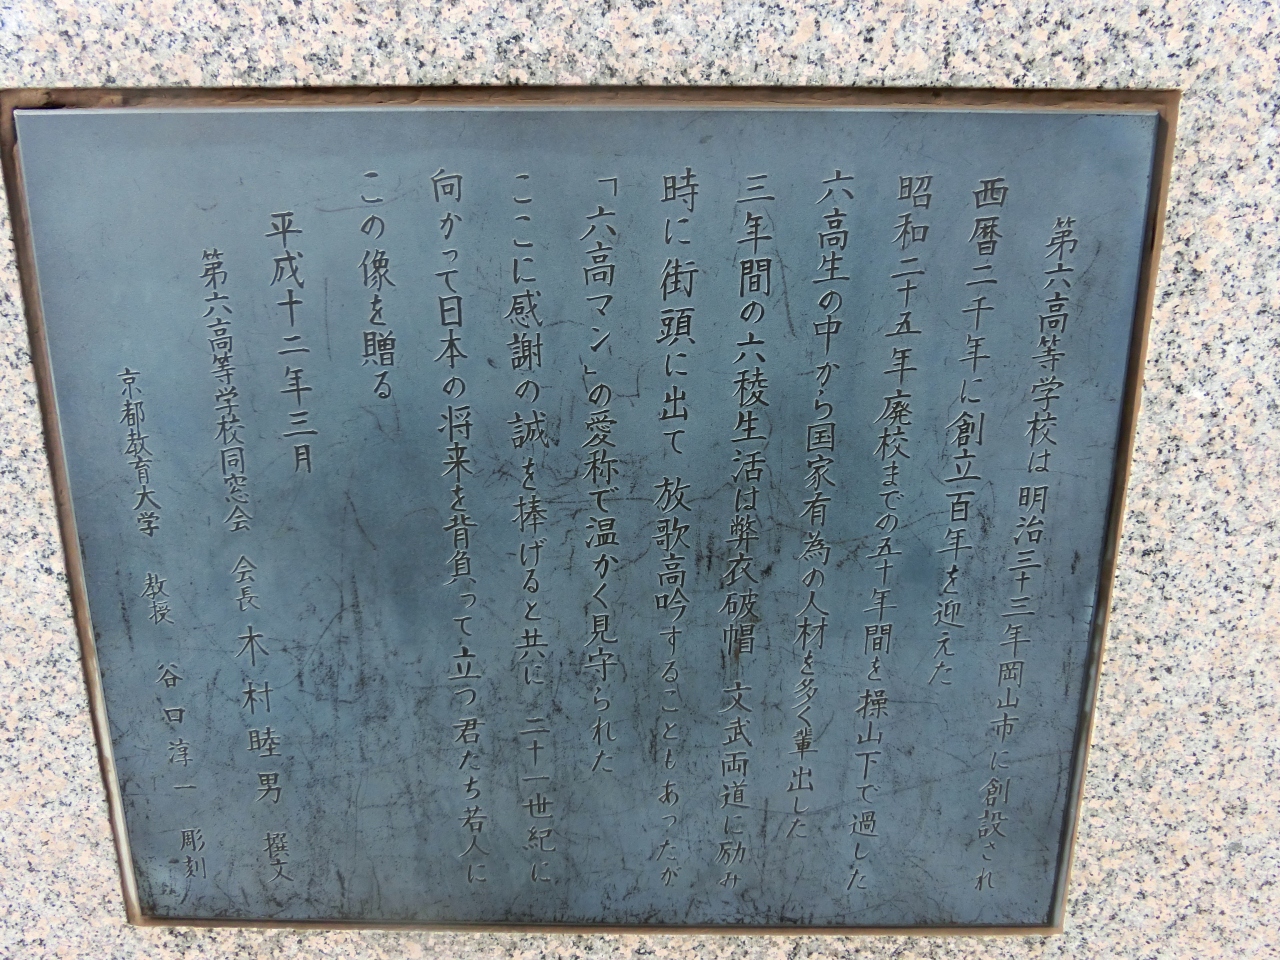 第六高等学校は 明治三十三年岡山市に創設され
西暦二千年に創立百年を迎えた
昭和二十五年廃校までの五十年間を操山下で過した
六高生の中から国家有為の人材を多く輩出した
三年間の六稜生活は弊衣破帽 文武両道に励み
時に街頭に出て 放歌高吟することもあったが
「六高マン」の愛称で温かく見守られた
ここに感謝の誠を捧げると共に 二十一世紀に
向かって日本の将来を背負って立つ君たち若人に
この像を贈る
平成十二年三月
第六高等学校同窓会 会長 木村睦男 撰文
京都教育大学 教授 谷口淳一 彫刻